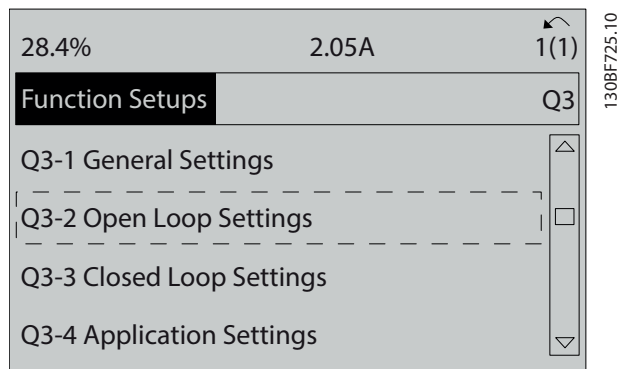 28.4% 2.05A 1(1)
Function Setups Q3
Q3-1 General Settings
Q3-2 Open Loop Settings
Q3-3 Closed Loop Settings
Q3-4 Application Settings
130BF725.10